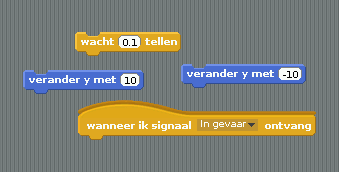 wacht 0.1 tellen
verander y met 10
verander y met -10
wanneer ik signaal In gevaar ontvang